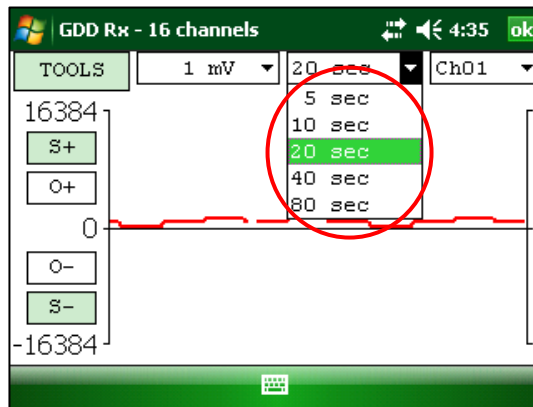 GDD Rx - 16 channels 4:35 ok
TOOLS 1 mV 20 sec Ch01
5 sec
10 sec
20 sec
40 sec
80 sec
16384
S+
O+
0
O-
S-
-16384